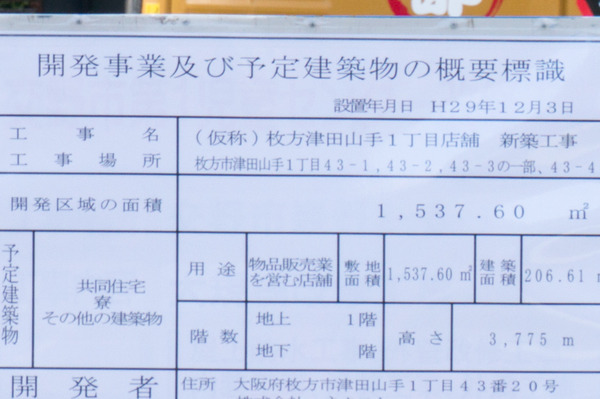 開発事業及び予定建築物の概要標識
設置年月日 H29年12月3日
工事名 (仮称)枚方津田山手1丁目店舗 新築工事
工事場所 枚方市津田山手1丁目43-1,43-2,43-3の一部、43-4
開発区域の面積 1,537.60 ㎡
予定建築物
共同住宅
寮
その他の建築物
用途 物品販売業
を営む店舗
敷地
面積
1,537.60㎡
建築
面積
206.61㎡
階数 地上 1階
地下 階
高さ 3,775 m
開発者 住所 大阪府枚方市津田山手1丁目43番20号